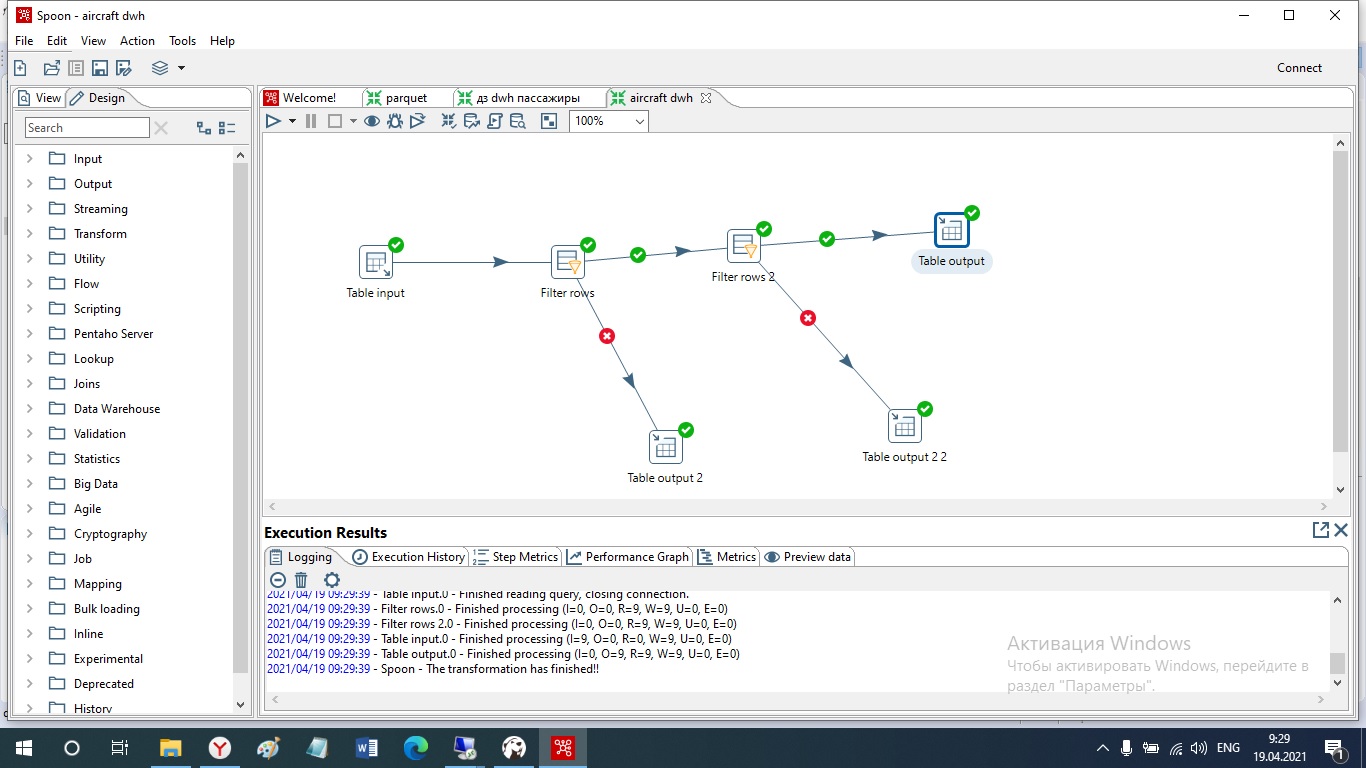 Spoon - aircraft dwh
File Edit View Action Tools Help
Connect
View Design
Welcome! parquet дз dwh пассажиры aircraft dwh
Search
100%
Input
Output
Streaming
Transform
Utility
Flow
Scripting
Pentaho Server
Lookup
Joins
Data Warehouse
Validation
Statistics
Big Data
Agile
Cryptography
Job
Mapping
Bulk loading
Inline
Experimental
Deprecated
History
Table input
Filter rows
Filter rows 2
Table output
Table output 2
Table output 2 2
Execution Results
Logging Execution History Step Metrics Performance Graph Metrics Preview data
2021/04/19 09:29:39 - Table input.0 - Finished reading query, closing connection.
2021/04/19 09:29:39 - Filter rows.0 - Finished processing (I=0, O=0, R=9, W=9, U=0, E=0)
2021/04/19 09:29:39 - Filter rows 2.0 - Finished processing (I=0, O=0, R=9, W=9, U=0, E=0)
2021/04/19 09:29:39 - Table input.0 - Finished processing (I=9, O=0, R=0, W=9, U=0, E=0)
2021/04/19 09:29:39 - Table output.0 - Finished processing (I=0, O=9, R=9, W=9, U=0, E=0)
2021/04/19 09:29:39 - Spoon - The transformation has finished!!
Активация Windows
Чтобы активировать Windows, перейдите в
раздел "Параметры".
ENG
9:29
19.04.2021
1